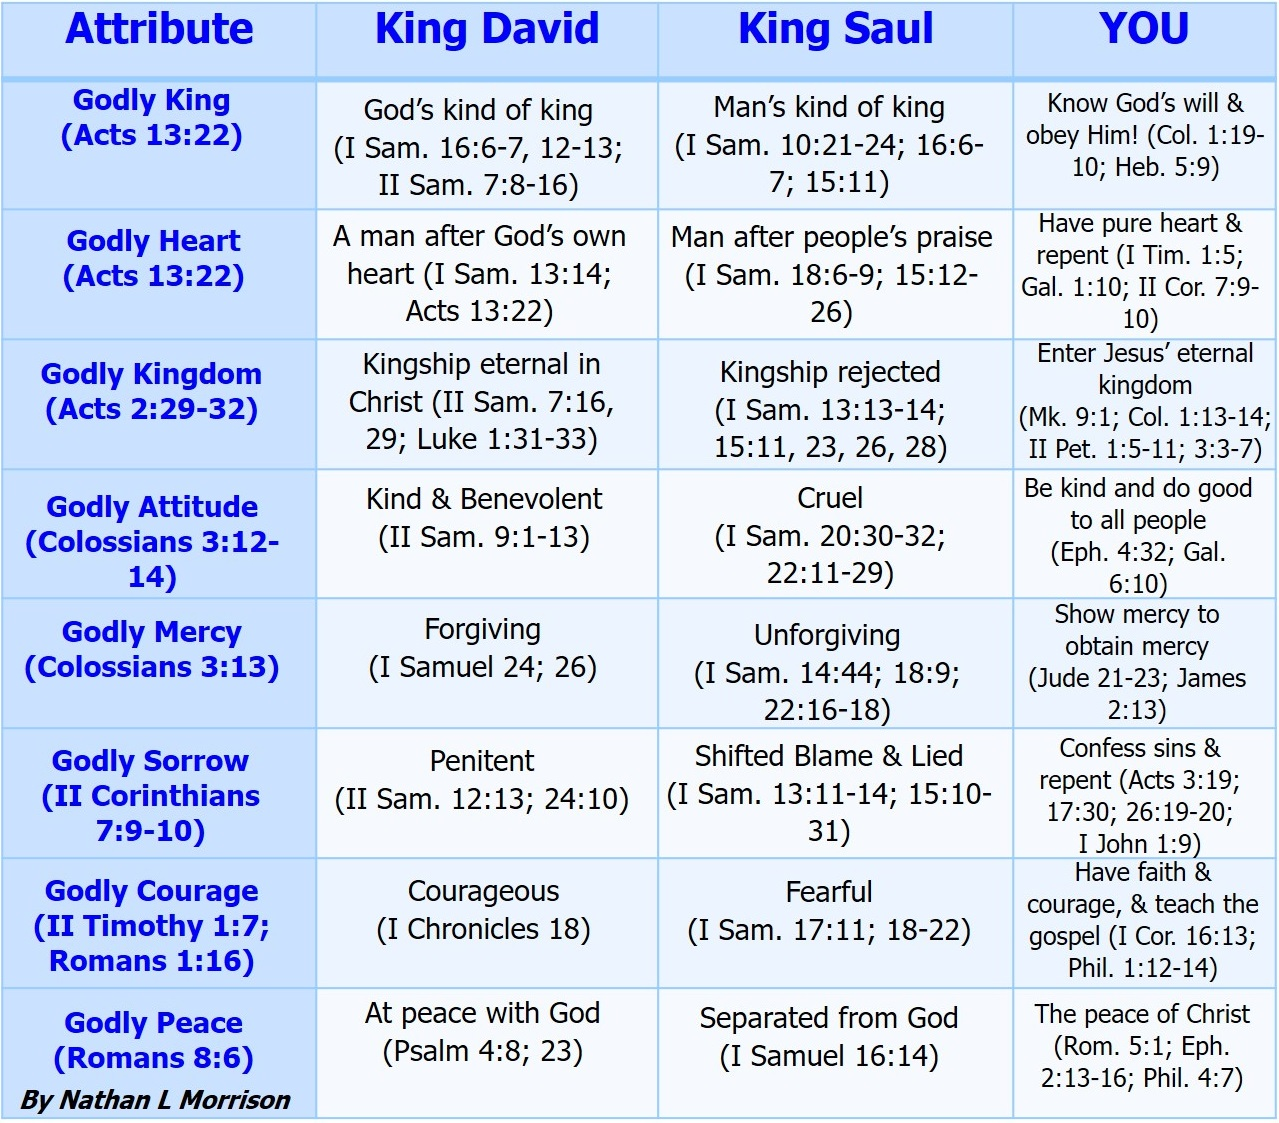 Attribute
King David
King Saul
YOU
Godly King
(Acts 13:22)
God's kind of king
(I Sam. 16:6-7, 12-13;
II Sam. 7:8-16)
Man's kind of king
(I Sam. 10:21-24; 16:6-
7; 15:11)
Know God's will &
obey Him! (Col. 1:19-
10; Heb. 5:9)
Godly Heart
(Acts 13:22)
A man after God's own
heart (I Sam. 13:14;
Acts 13:22)
Man after people's praise
(I Sam. 18:6-9; 15:12-
26)
Have pure heart &
repent (I Tim. 1:5;
Gal. 1:10; II Cor. 7:9-
10)
Godly Kingdom
(Acts 2:29-32)
Kingship eternal in
Christ (II Sam. 7:16,
29; Luke 1:31-33)
Kingship rejected
(I Sam. 13:13-14;
15:11, 23, 26, 28)
Enter Jesus' eternal
kingdom
(Mk. 9:1; Col. 1:13-14;
II Pet. 1:5-11; 3:3-7)
Godly Attitude
(Colossians 3:12-
14)
Kind & Benevolent
(II Sam. 9:1-13)
Cruel
(I Sam. 20:30-32;
22:11-29)
Be kind and do good
to all people
(Eph. 4:32; Gal.
6:10)
Godly Mercy
(Colossians 3:13)
Forgiving
(I Samuel 24; 26)
Unforgiving
(I Sam. 14:44; 18:9;
22:16-18)
Show mercy to
obtain mercy
(Jude 21-23; James
2:13)
Godly Sorrow
(II Corinthians
7:9-10)
Penitent
(II Sam. 12:13; 24:10)
Shifted Blame & Lied
(I Sam. 13:11-14; 15:10-
31)
Confess sins &
repent (Acts 3:19;
17:30; 26:19-20;
I John 1:9)
Godly Courage
(II Timothy 1:7;
Romans 1:16)
Courageous
(I Chronicles 18)
Fearful
(I Sam. 17:11; 18-22)
Have faith &
courage, & teach the
gospel (I Cor. 16:13;
Phil. 1:12-14)
Godly Peace
(Romans 8:6)
By Nathan L Morrison
At peace with God
(Psalm 4:8; 23)
Separated from God
(I Samuel 16:14)
The peace of Christ
(Rom. 5:1; Eph.
2:13-16; Phil. 4:7)